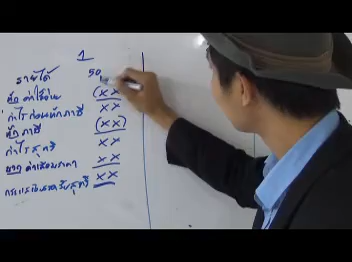 1
รายได้ 50,
หัก ค่าใช้จ่าย (xx
กำไรก่อนหักภาษี xx
หัก ภาษี (xx)
กำไรสุทธิ xx
บวก ค่าเสื่อมราคา xx
กระแสเงินสดรับสุทธิ xx